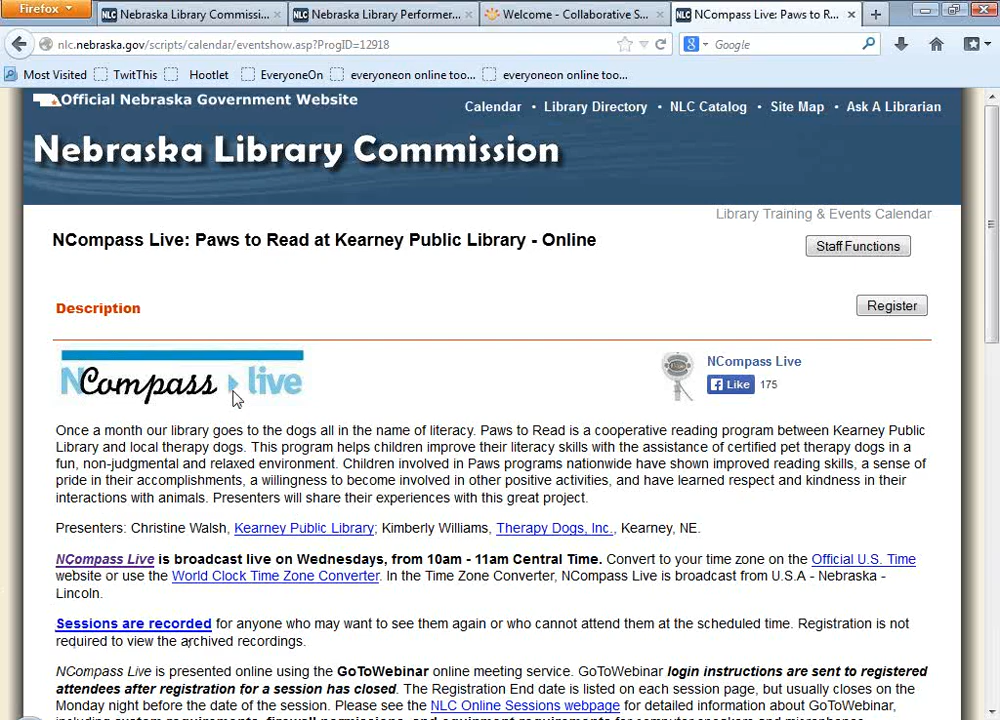 Firefox
Nebraska Library Commissi...
Nebraska Library Performer...
Welcome - Collaborative S...
NCompass Live: Paws to R...
nlc.nebraska.gov/scripts/calendar/eventshow.asp?ProgID=12918
Google
Most Visited
TwitThis
Hootlet
EveryoneOn
everyoneon online too...
everyoneon online too...
Official Nebraska Government Website
Calendar • Library Directory • NLC Catalog • Site Map • Ask A Librarian
Nebraska Library Commission
Library Training & Events Calendar
NCompass Live: Paws to Read at Kearney Public Library - Online
Staff Functions
Description
Register
NCompass live
NCompass Live
Like 175
Once a month our library goes to the dogs all in the name of literacy. Paws to Read is a cooperative reading program between Kearney Public
Library and local therapy dogs. This program helps children improve their literacy skills with the assistance of certified pet therapy dogs in a
fun, non-judgmental and relaxed environment. Children involved in Paws programs nationwide have shown improved reading skills, a sense of
pride in their accomplishments, a willingness to become involved in other positive activities, and have learned respect and kindness in their
interactions with animals. Presenters will share their experiences with this great project.
Presenters: Christine Walsh, Kearney Public Library; Kimberly Williams, Therapy Dogs, Inc., Kearney, NE.
NCompass Live is broadcast live on Wednesdays, from 10am - 11am Central Time. Convert to your time zone on the Official U.S. Time
website or use the World Clock Time Zone Converter. In the Time Zone Converter, NCompass Live is broadcast from U.S.A - Nebraska -
Lincoln.
Sessions are recorded for anyone who may want to see them again or who cannot attend them at the scheduled time. Registration is not
required to view the archived recordings.
NCompass Live is presented online using the GoToWebinar online meeting service. GoToWebinar login instructions are sent to registered
attendees after registration for a session has closed. The Registration End date is listed on each session page, but usually closes on the
Monday night before the date of the session. Please see the NLC Online Sessions webpage for detailed information about GoToWebinar,
including custom requirements, firewall permissions, and equipment requirements for computer speakers and microphones